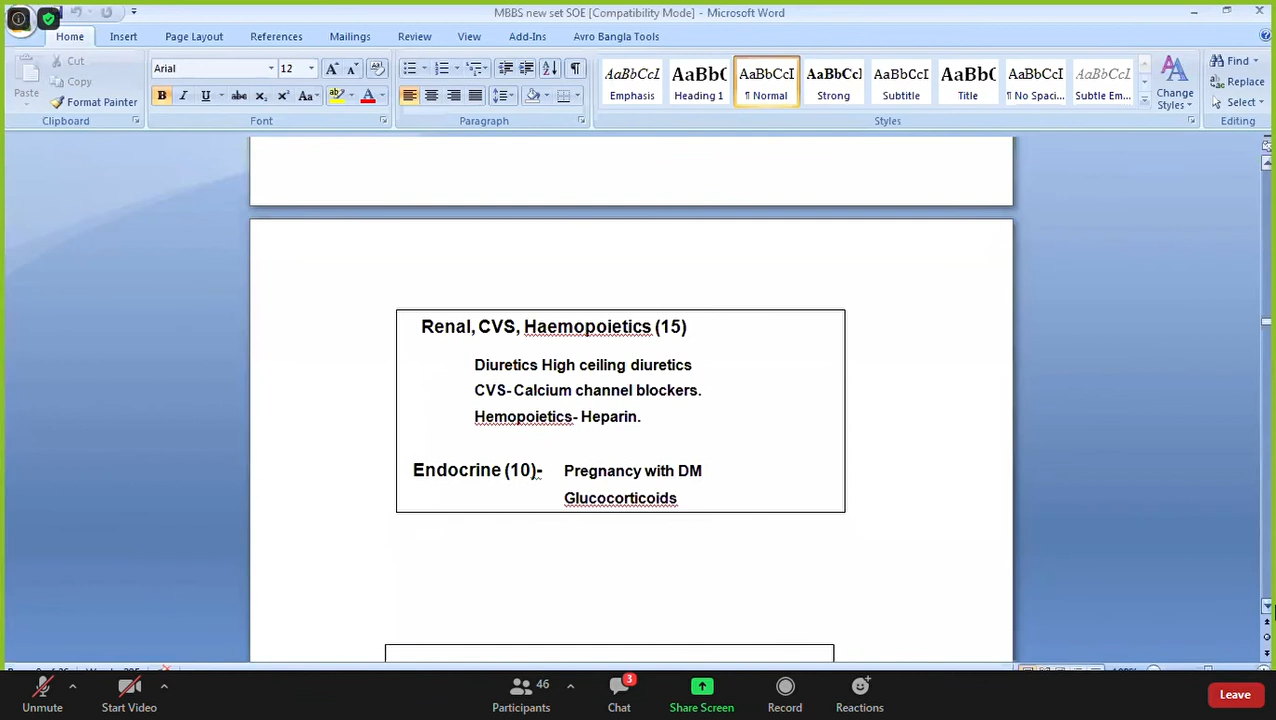 MBBS new set SOE [Compatibility Mode] - Microsoft Word
Home Insert Page Layout References Mailings Review View Add-Ins Avro Bangla Tools
Cut
Copy
Paste
Format Painter
Clipboard
Arial 12
Font
Paragraph
AaBbCcI AaBbC AaBbCcI AaBbCcI AaBbCcI AaBbC AaBbCcI AaBbCcI
Emphasis Heading 1 ¶ Normal Strong Subtitle Title ¶ No Spaci... Subtle Em...
Change Styles
Styles
Find
Replace
Select
Editing
Renal, CVS, Haemopoietics (15)
Diuretics High ceiling diuretics
CVS- Calcium channel blockers.
Hemopoietics- Heparin.
Endocrine (10)- Pregnancy with DM
Glucocorticoids
Unmute
Start Video
46
Participants
3
Chat
Share Screen
Record
Reactions
Leave